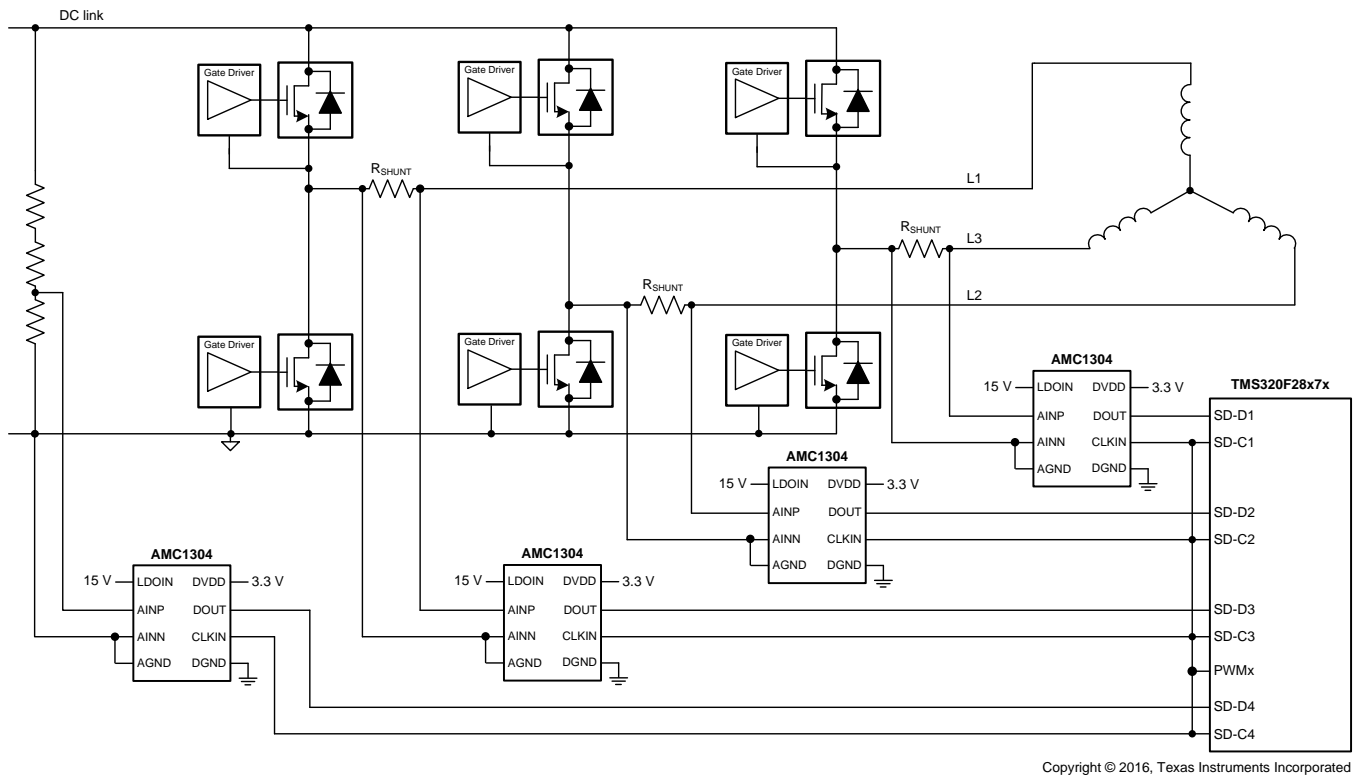 DC link
Gate Driver
Gate Driver
Gate Driver
RSHUNT
L1
RSHUNT
L3
RSHUNT
L2
Gate Driver
Gate Driver
Gate Driver
AMC1304
15 V
LDOIN
DVDD
3.3 V
AINP
DOUT
AINN
CLKIN
AGND
DGND
TMS320F28x7x
SD-D1
SD-C1
SD-D2
SD-C2
SD-D3
SD-C3
PWMx
SD-D4
SD-C4
AMC1304
15 V
LDOIN
DVDD
3.3 V
AINP
DOUT
AINN
CLKIN
AGND
DGND
AMC1304
15 V
LDOIN
DVDD
3.3 V
AINP
DOUT
AINN
CLKIN
AGND
DGND
AMC1304
15 V
LDOIN
DVDD
3.3 V
AINP
DOUT
AINN
CLKIN
AGND
DGND
Copyright © 2016, Texas Instruments Incorporated